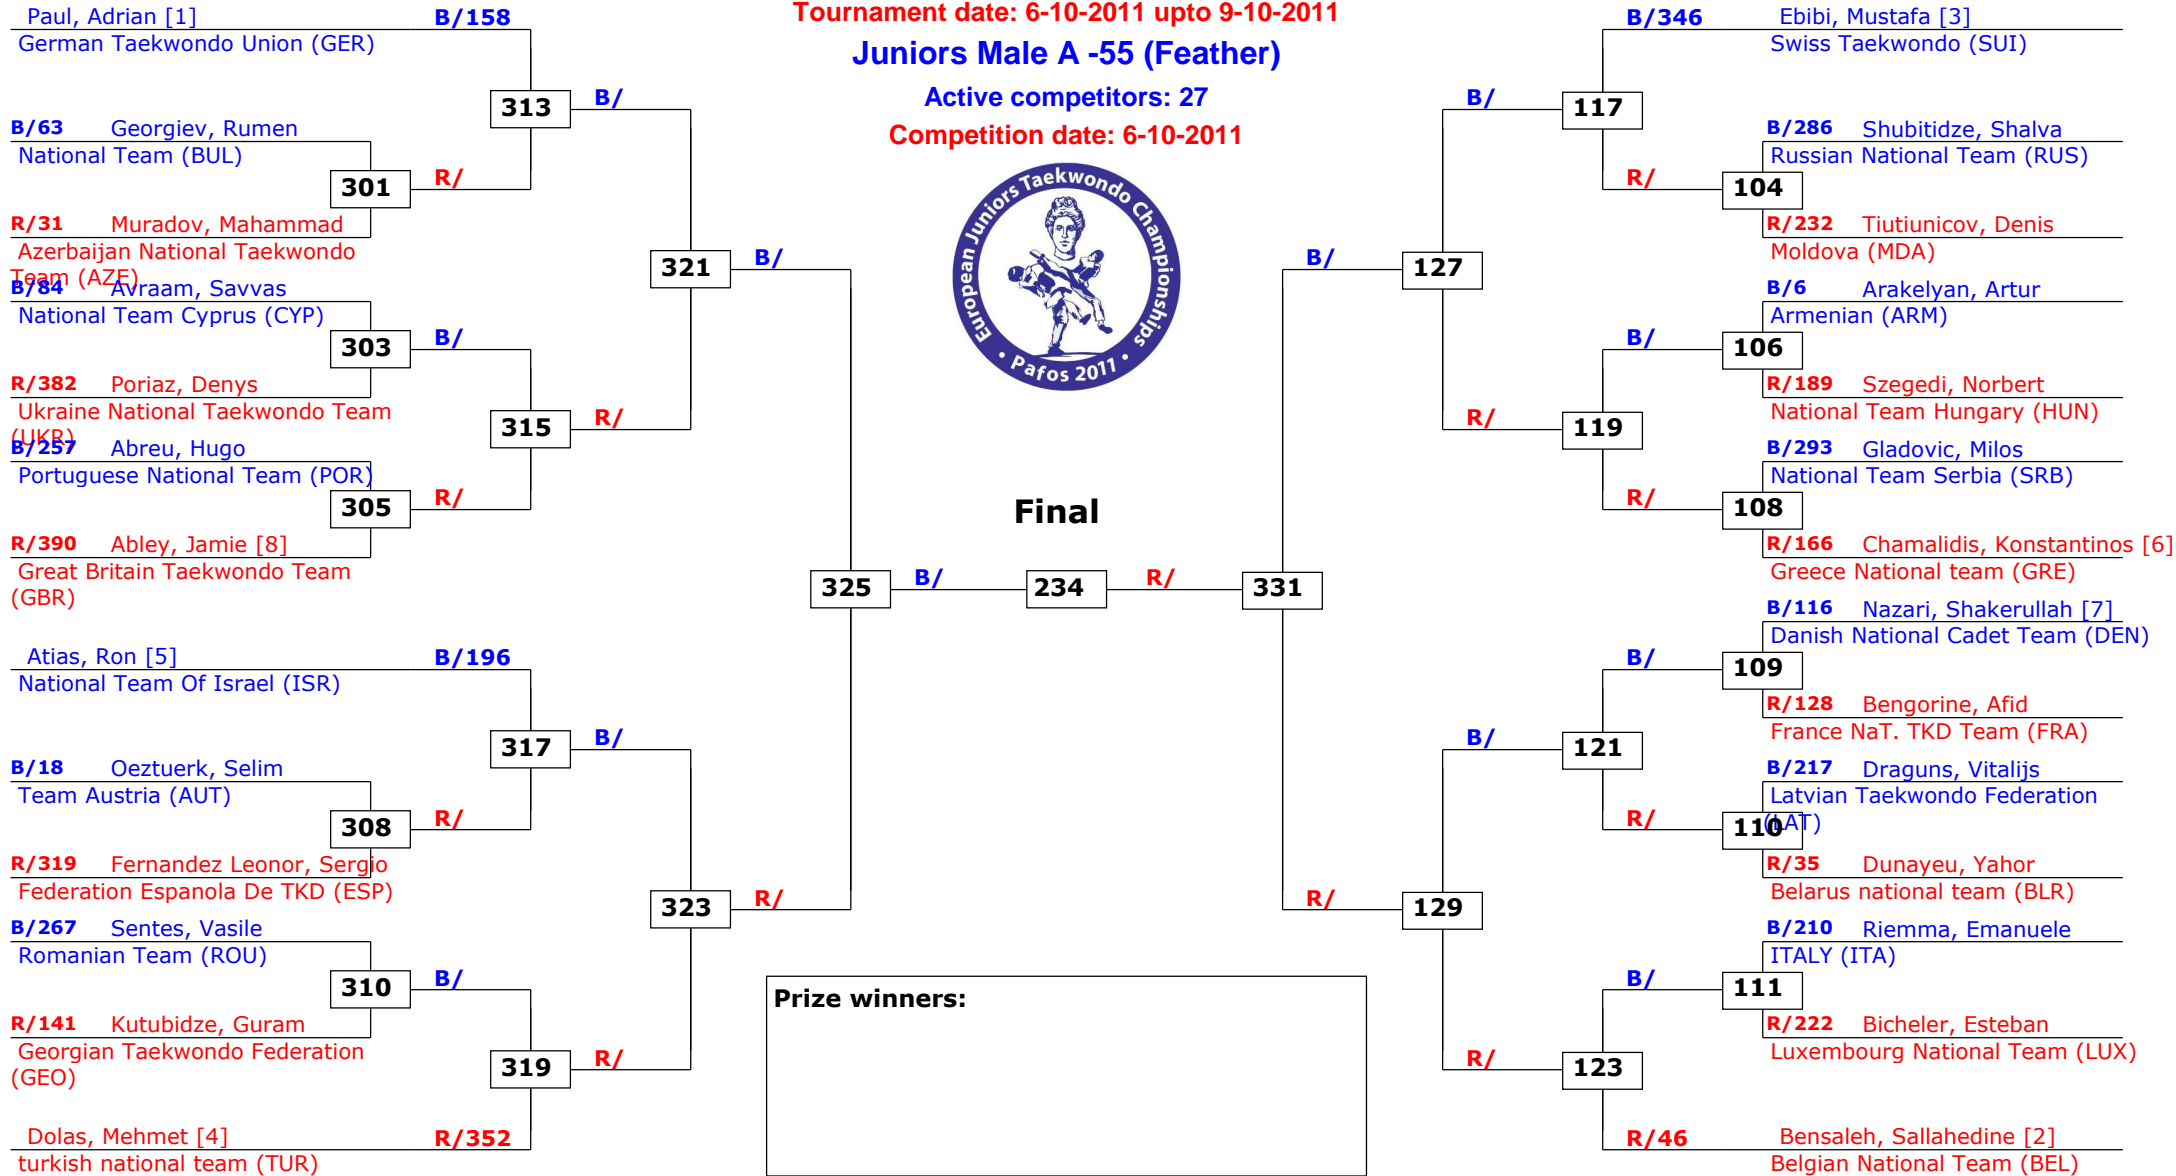 Tournament date: 6-10-2011 upto 9-10-2011
Juniors Male A -55 (Feather)
Active competitors: 27
Competition date: 6-10-2011
European Juniors Taekwondo Championships
• Pafos 2011 •
Paul, Adrian [1] B/158
German Taekwondo Union (GER)
313 B/
B/63 Georgiev, Rumen
National Team (BUL)
301 R/
R/31 Muradov, Mahammad
Azerbaijan National Taekwondo
Team (AZE)
321 B/
B/84 Avraam, Savvas
National Team Cyprus (CYP)
303 B/
R/382 Poriaz, Denys
Ukraine National Taekwondo Team
(UKR)
315 R/
B/257 Abreu, Hugo
Portuguese National Team (POR)
305 R/
R/390 Abley, Jamie [8]
Great Britain Taekwondo Team
(GBR)
Final
325 B/ 234 R/ 331
Atias, Ron [5] B/196
National Team Of Israel (ISR)
317 B/
B/18 Oeztuerk, Selim
Team Austria (AUT)
308 R/
R/319 Fernandez Leonor, Sergio
Federation Espanola De TKD (ESP)
323 R/
B/267 Sentes, Vasile
Romanian Team (ROU)
310 B/
R/141 Kutubidze, Guram
Georgian Taekwondo Federation
(GEO)
319 R/
Dolas, Mehmet [4] R/352
turkish national team (TUR)
Prize winners:
B/346 Ebibi, Mustafa [3]
Swiss Taekwondo (SUI)
B/ 117
B/286 Shubitidze, Shalva
Russian National Team (RUS)
R/ 104
R/232 Tiutiunicov, Denis
Moldova (MDA)
B/ 127
B/6 Arakelyan, Artur
Armenian (ARM)
B/ 106
R/189 Szegedi, Norbert
National Team Hungary (HUN)
R/ 119
B/293 Gladovic, Milos
National Team Serbia (SRB)
R/ 108
R/166 Chamalidis, Konstantinos [6]
Greece National team (GRE)
B/116 Nazari, Shakerullah [7]
Danish National Cadet Team (DEN)
B/ 109
R/128 Bengorine, Afid
France NaT. TKD Team (FRA)
B/ 121
B/217 Draguns, Vitalijs
Latvian Taekwondo Federation
(LAT)
R/ 110
R/35 Dunayeu, Yahor
Belarus national team (BLR)
R/ 129
B/210 Riemma, Emanuele
ITALY (ITA)
B/ 111
R/222 Bicheler, Esteban
Luxembourg National Team (LUX)
R/ 123
R/46 Bensaleh, Sallahedine [2]
Belgian National Team (BEL)